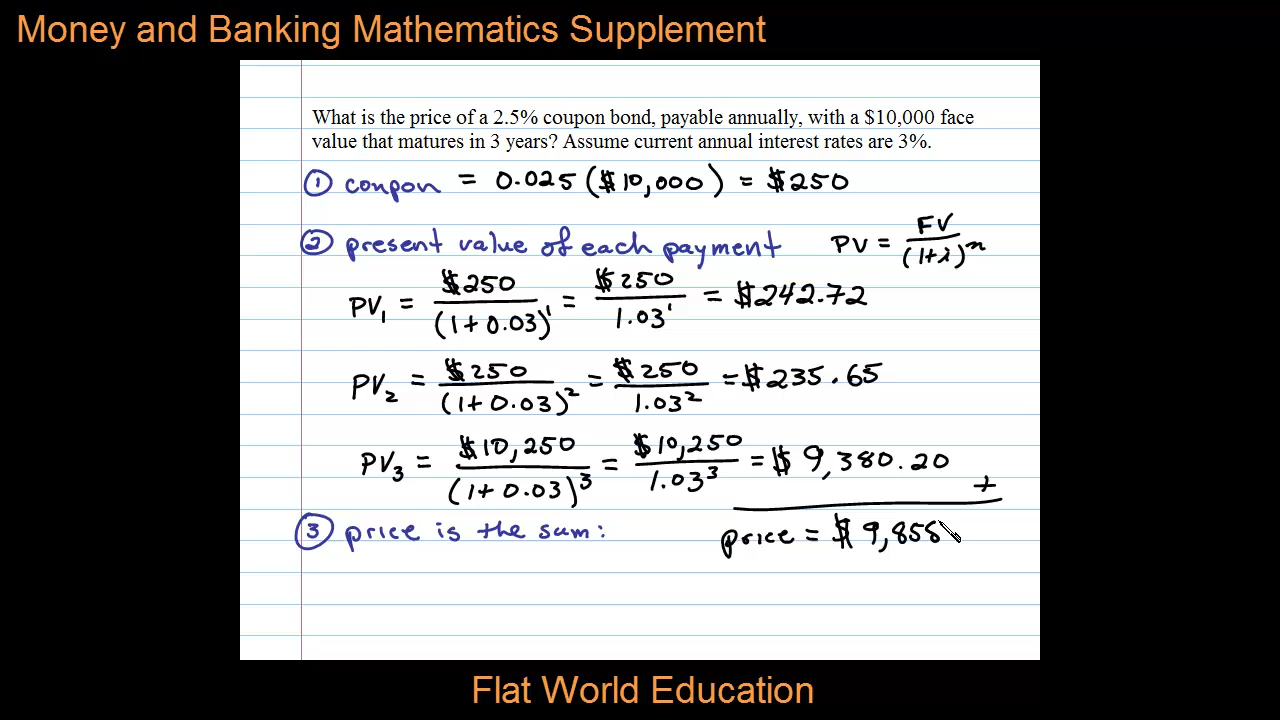 Money and Banking Mathematics Supplement
What is the price of a 2.5% coupon bond, payable annually, with a $10,000 face
value that matures in 3 years? Assume current annual interest rates are 3%.
① coupon = 0.025 ($10,000) = $250
② present value of each payment PV = FV/(1+i)^n
PV₁ = $250/(1+0.03)^1 = $250/1.03^1 = $242.72
PV₂ = $250/(1+0.03)^2 = $250/1.03^2 = $235.65
PV₃ = $10,250/(1+0.03)^3 = $10,250/1.03^3 = $9,380.20
+
③ price is the sum: price = $9,858
Flat World Education